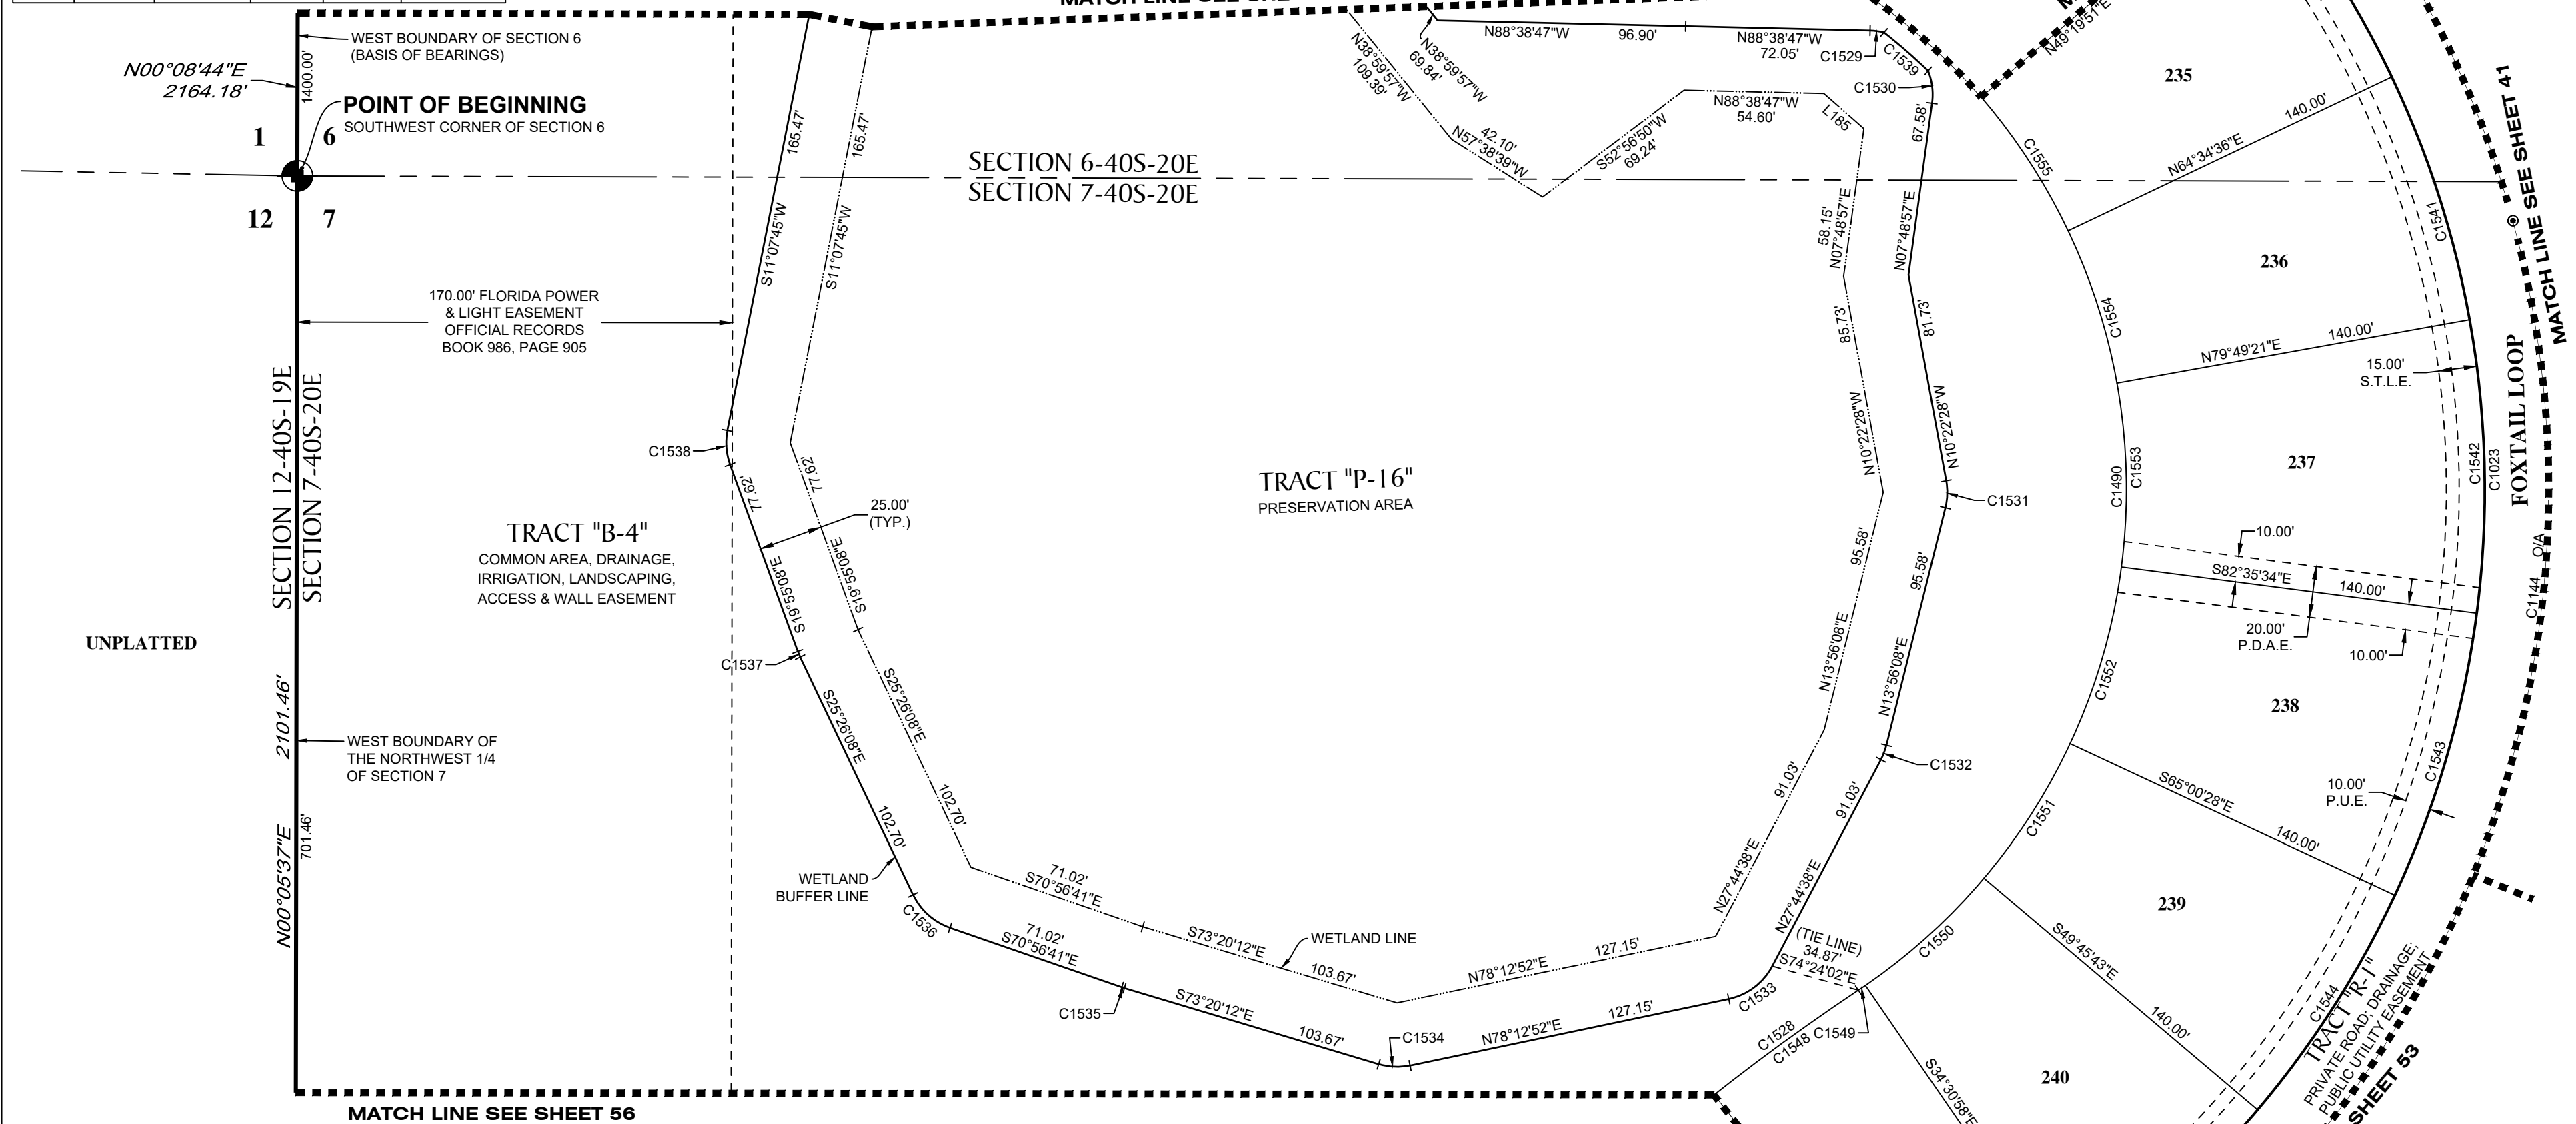 MATCH LINE SEE
WEST BOUNDARY OF SECTION 6
(BASIS OF BEARINGS)
N00°08'44"E
2164.18'
1400.00'
POINT OF BEGINNING
SOUTHWEST CORNER OF SECTION 6
1
6
12
7
SECTION 6-40S-20E
SECTION 7-40S-20E
170.00' FLORIDA POWER
& LIGHT EASEMENT
OFFICIAL RECORDS
BOOK 986, PAGE 905
SECTION 12-40S-19E
SECTION 7-40S-20E
UNPLATTED
2101.46'
N00°05'37"E
701.46'
WEST BOUNDARY OF
THE NORTHWEST 1/4
OF SECTION 7
TRACT "B-4"
COMMON AREA, DRAINAGE,
IRRIGATION, LANDSCAPING,
ACCESS & WALL EASEMENT
165.47'
S11°07'45"W
165.47'
S11°07'45"W
C1538
77.62'
S19°55'08"E
77.62'
S19°55'08"E
25.00'
(TYP.)
C1537
S25°26'08"E
102.70'
S25°26'08"E
102.70'
WETLAND
BUFFER LINE
C1536
71.02'
S70°56'41"E
71.02'
S70°56'41"E
C1535
S73°20'12"E
103.67'
S73°20'12"E
103.67'
WETLAND LINE
C1534
N78°12'52"E
127.15'
N78°12'52"E
127.15'
C1533
N27°44'38"E
91.03'
N27°44'38"E
91.03'
C1532
N13°56'08"E
95.58'
N13°56'08"E
95.58'
C1531
N10°22'28"W
85.73'
N10°22'28"W
81.73'
58.15'
N07°48'57"E
N07°48'57"E
67.58'
C1530
C1539
C1529
N88°38'47"W
96.90'
N88°38'47"W
72.05'
N38°59'57"W
69.84'
N38°59'57"W
109.39'
42.10'
N57°38'39"W
S52°56'50"W
69.24'
N88°38'47"W
54.60'
L185
TRACT "P-16"
PRESERVATION AREA
(TIE LINE)
34.87'
S74°24'02"E
C1528
C1548
C1549
C1550
C1551
C1552
C1490
C1553
C1554
C1555
N49°19'51"E
235
N64°34'36"E
140.00'
236
N79°49'21"E
140.00'
15.00'
S.T.L.E.
237
10.00'
S82°35'34"E
140.00'
20.00'
P.D.A.E.
10.00'
238
10.00'
P.U.E.
S65°00'28"E
140.00'
239
S49°45'43"E
140.00'
240
S34°30'58"E
C1541
C1542
C1023
C1543
C1544
FOXTAIL LOOP
C1144
O/A
MATCH LINE SEE SHEET 41
TRACT "R-1"
PRIVATE ROAD; DRAINAGE;
PUBLIC UTILITY EASEMENT
SHEET 53
MATCH LINE SEE SHEET 56